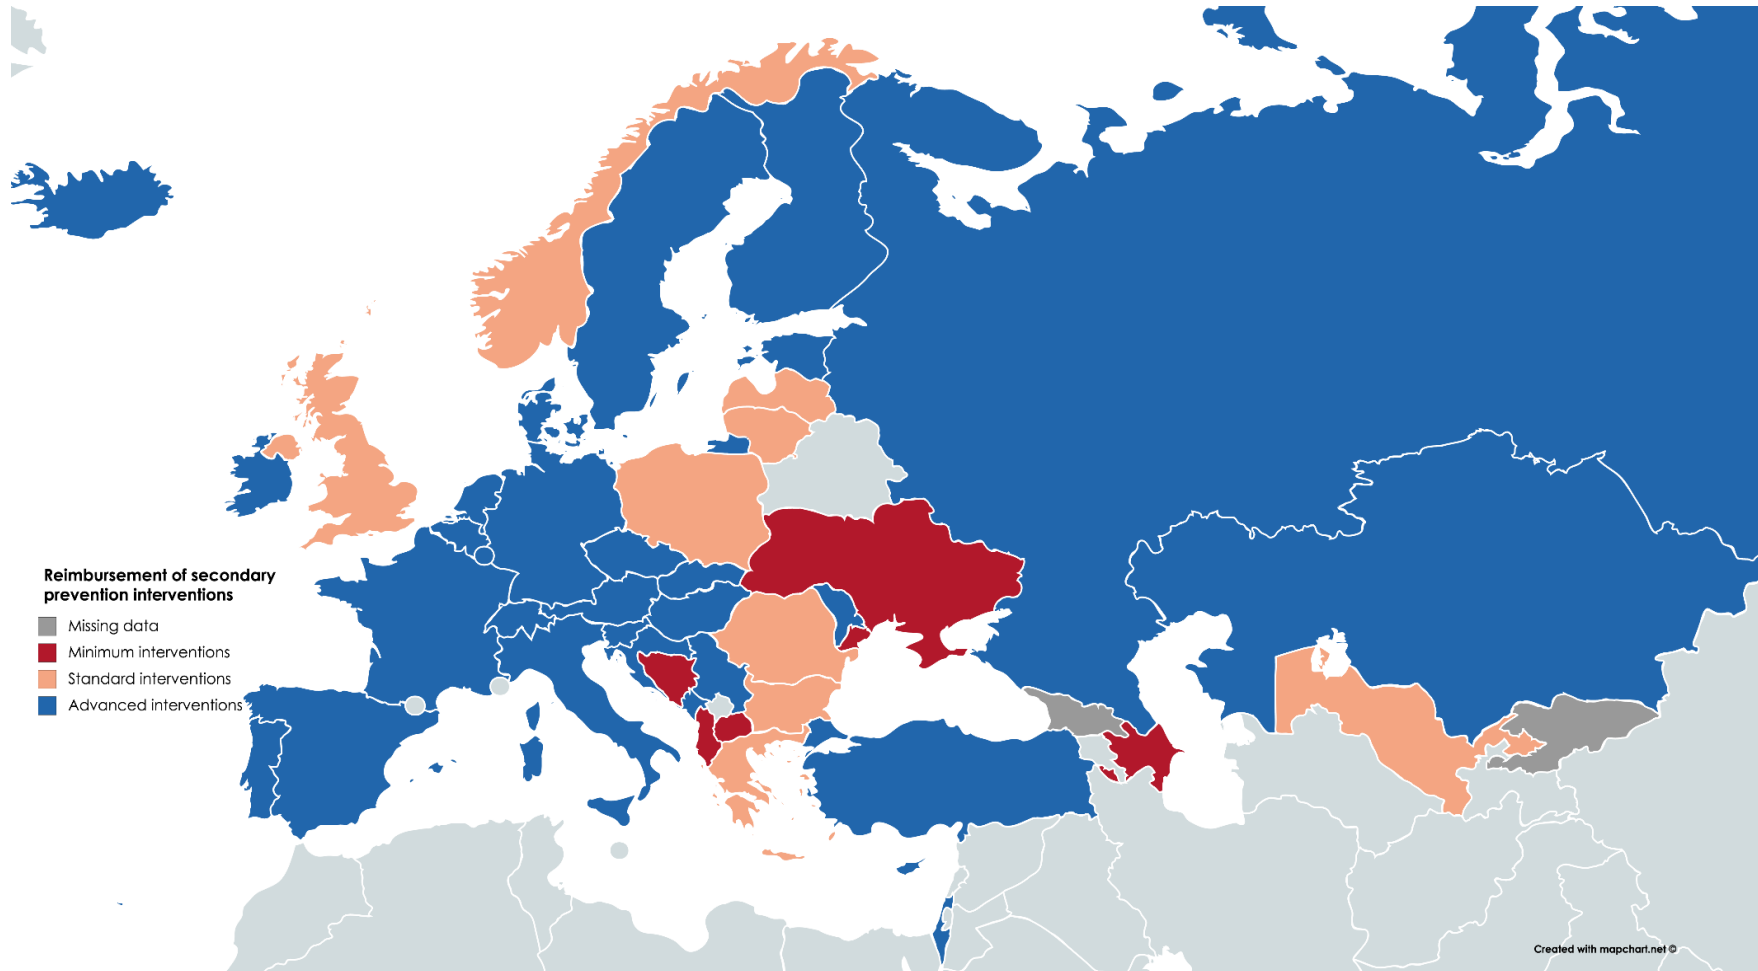 Reimbursement of secondary
prevention interventions
Missing data
Minimum interventions
Standard interventions
Advanced interventions
Created with mapchart.net ©